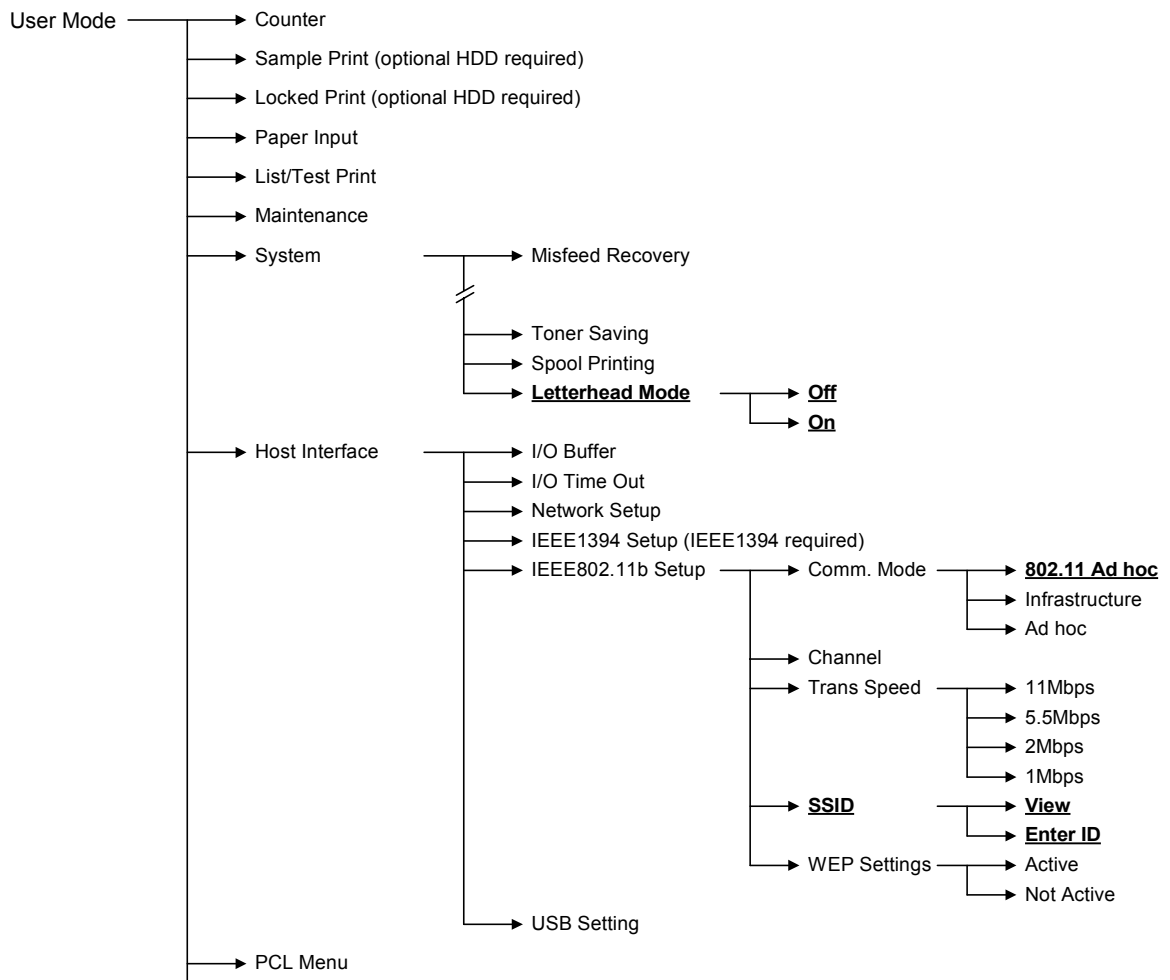 User Mode
Counter
Sample Print (optional HDD required)
Locked Print (optional HDD required)
Paper Input
List/Test Print
Maintenance
System
Misfeed Recovery
Toner Saving
Spool Printing
Letterhead Mode
Off
On
Host Interface
I/O Buffer
I/O Time Out
Network Setup
IEEE1394 Setup (IEEE1394 required)
IEEE802.11b Setup
Comm. Mode
802.11 Ad hoc
Infrastructure
Ad hoc
Channel
Trans Speed
11Mbps
5.5Mbps
2Mbps
1Mbps
SSID
View
Enter ID
WEP Settings
Active
Not Active
USB Setting
PCL Menu